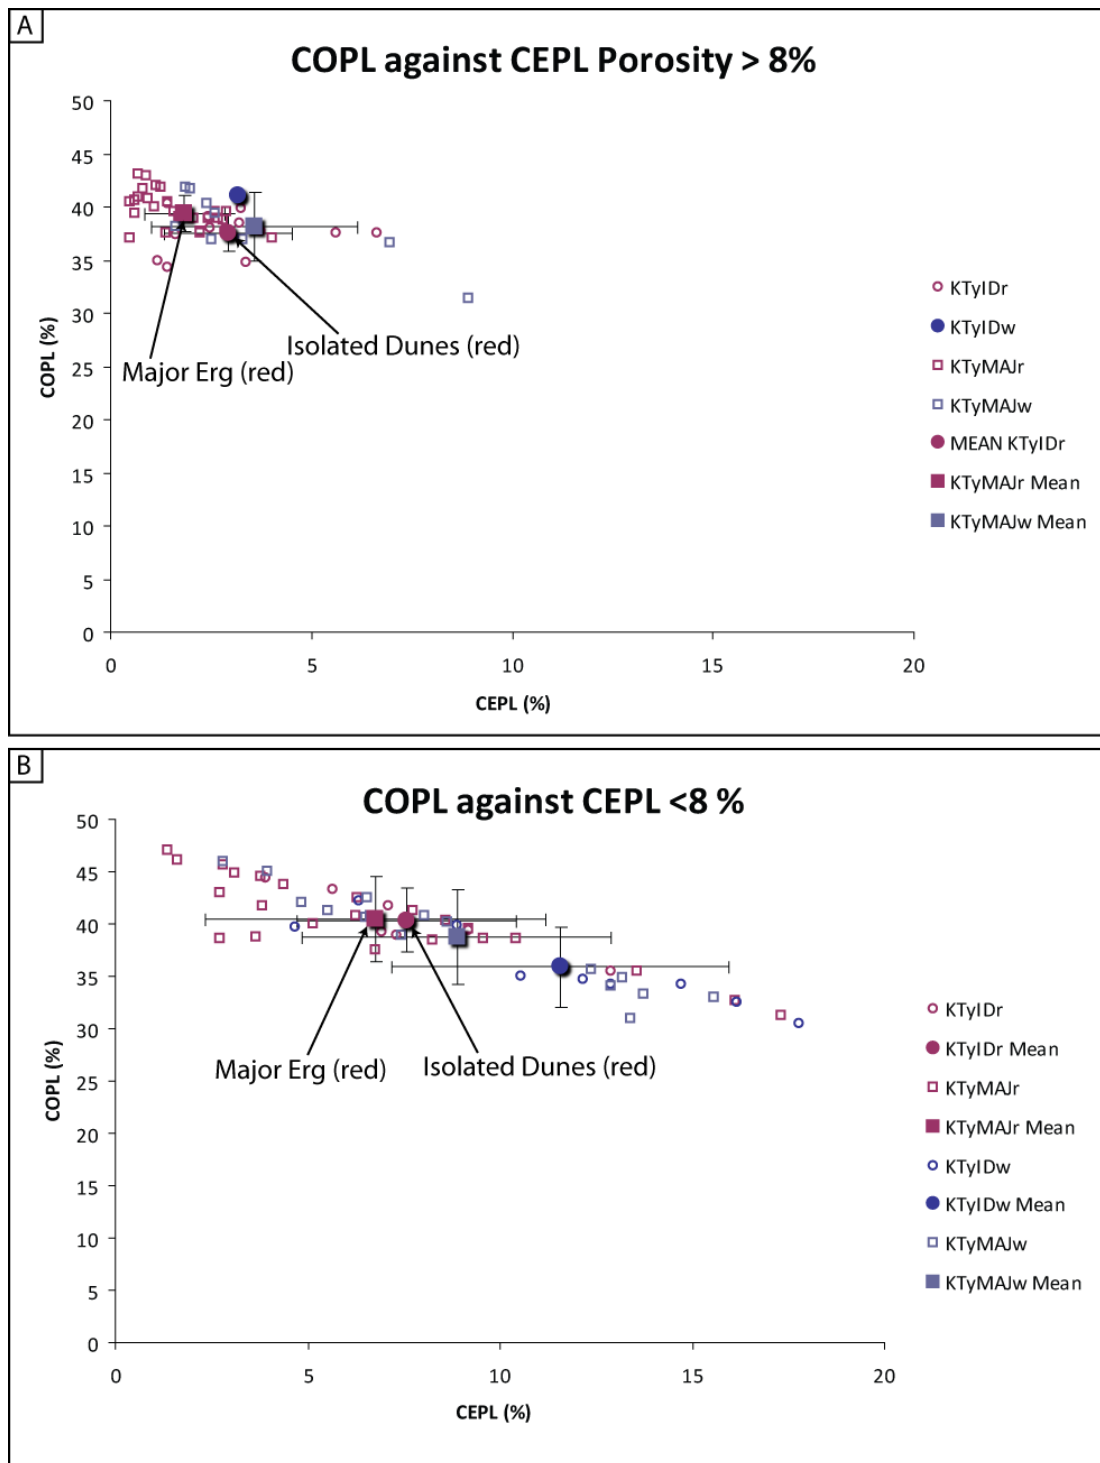 A
COPL against CEPL Porosity > 8%
50
45
40
35
30
25
20
15
10
5
0
COPL (%)
0 5 10 15 20
CEPL (%)
Major Erg (red)
Isolated Dunes (red)
KTyIDr
KTyIDw
KTyMAJr
KTyMAJw
MEAN KTyIDr
KTyMAJr Mean
KTyMAJw Mean
B
COPL against CEPL <8 %
50
45
40
35
30
25
20
15
10
5
0
COPL (%)
0 5 10 15 20
CEPL (%)
Major Erg (red)
Isolated Dunes (red)
KTyIDr
KTyIDr Mean
KTyMAJr
KTyMAJr Mean
KTyIDw
KTyIDw Mean
KTyMAJw
KTyMAJw Mean